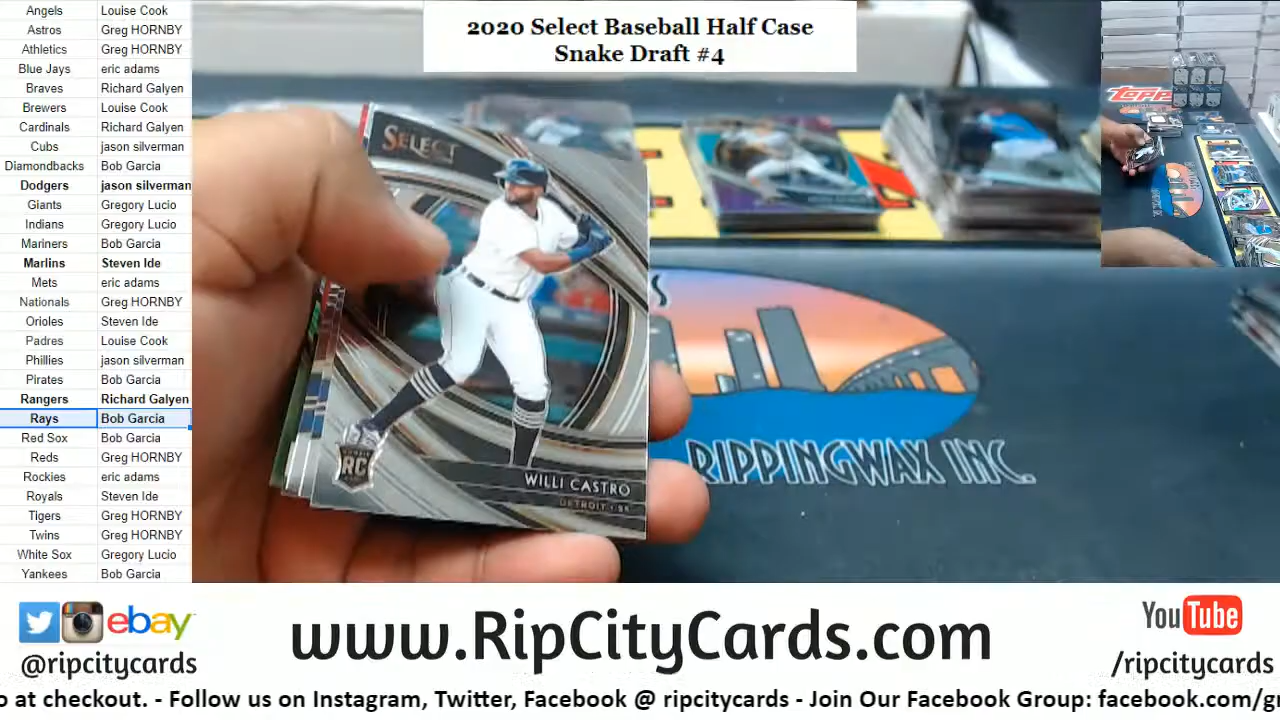 Angels Louise Cook
Astros Greg HORNBY
Athletics Greg HORNBY
Blue Jays eric adams
Braves Richard Galyen
Brewers Louise Cook
Cardinals Richard Galyen
Cubs jason silverman
Diamondbacks Bob Garcia
Dodgers jason silverman
Giants Gregory Lucio
Indians Gregory Lucio
Mariners Bob Garcia
Marlins Steven Ide
Mets eric adams
Nationals Greg HORNBY
Orioles Steven Ide
Padres Louise Cook
Phillies jason silverman
Pirates Bob Garcia
Rangers Richard Galyen
Rays Bob Garcia
Red Sox Bob Garcia
Reds Greg HORNBY
Rockies eric adams
Royals Steven Ide
Tigers Greg HORNBY
Twins Greg HORNBY
White Sox Gregory Lucio
Yankees Bob Garcia
2020 Select Baseball Half Case
Snake Draft #4
SELECT
RC
WILLI CASTRO
DETROIT • SS
RIPPINGWAX INC.
TOPPS
ebay
@ripcitycards
www.RipCityCards.com
YouTube
/ripcitycards
o at checkout. - Follow us on Instagram, Twitter, Facebook @ ripcitycards - Join Our Facebook Group: facebook.com/gr